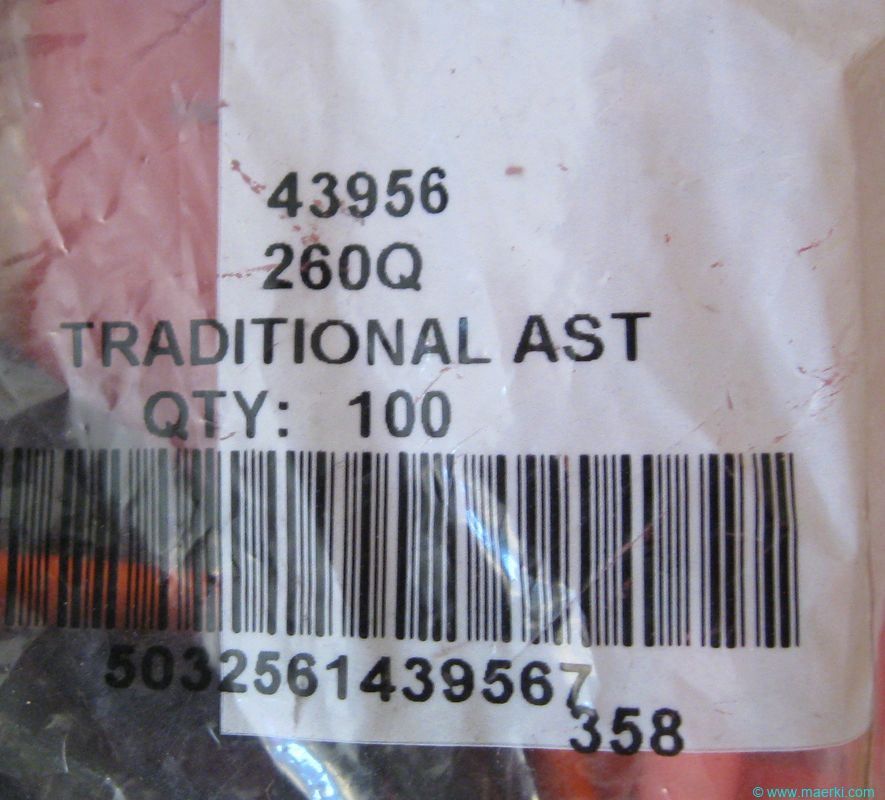 43956
260Q
TRADITIONAL AST
QTY: 100
5032561439567
358
© www.maerki.com